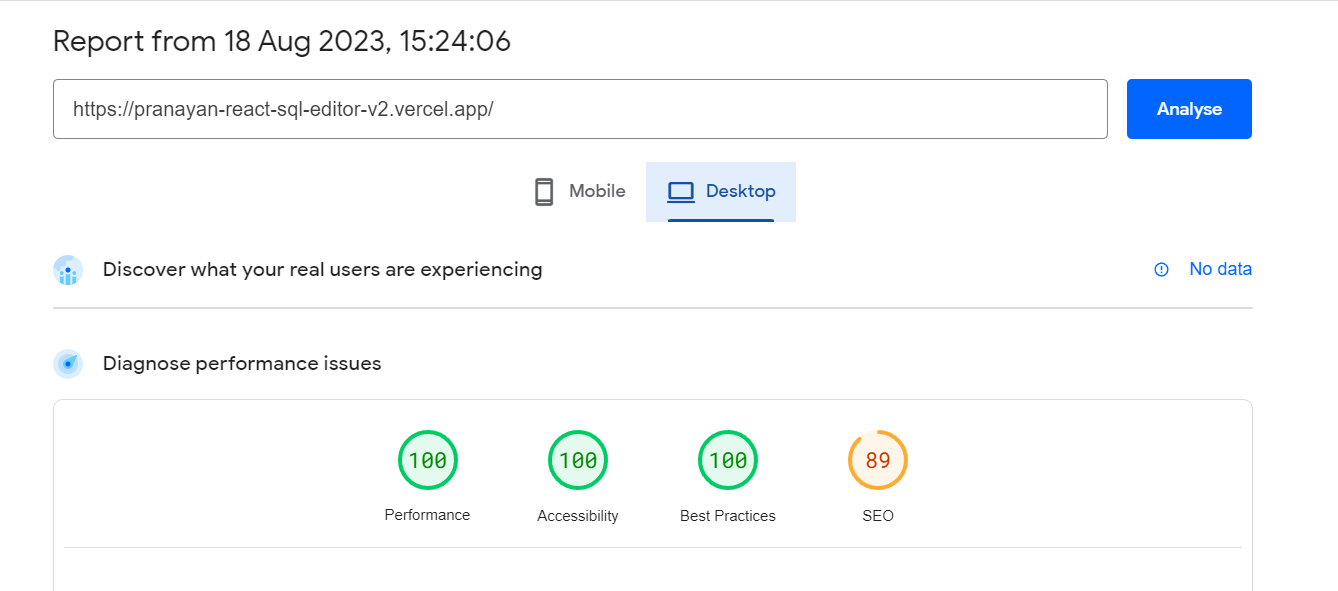 Report from 18 Aug 2023, 15:24:06
https://pranayan-react-sql-editor-v2.vercel.app/
Analyse
Mobile
Desktop
Discover what your real users are experiencing
No data
Diagnose performance issues
100
100
100
89
Performance
Accessibility
Best Practices
SEO